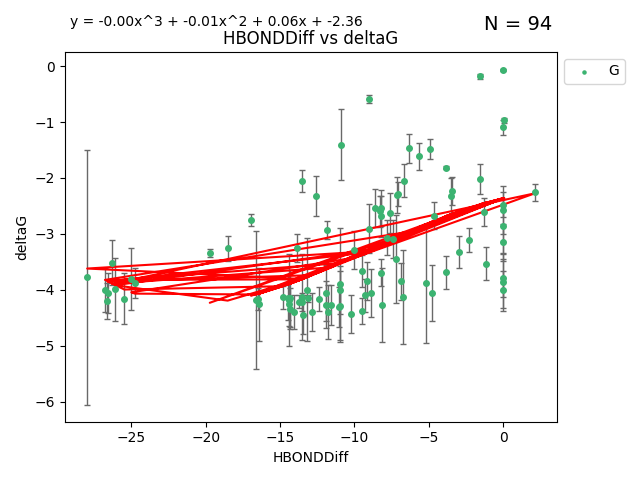 y = -0.00x^3 + -0.01x^2 + 0.06x + -2.36
N = 94
HBONDDiff vs deltaG
G
0
−1
−2
−3
−4
−5
−6
deltaG
−25 −20 −15 −10 −5 0
HBONDDiff